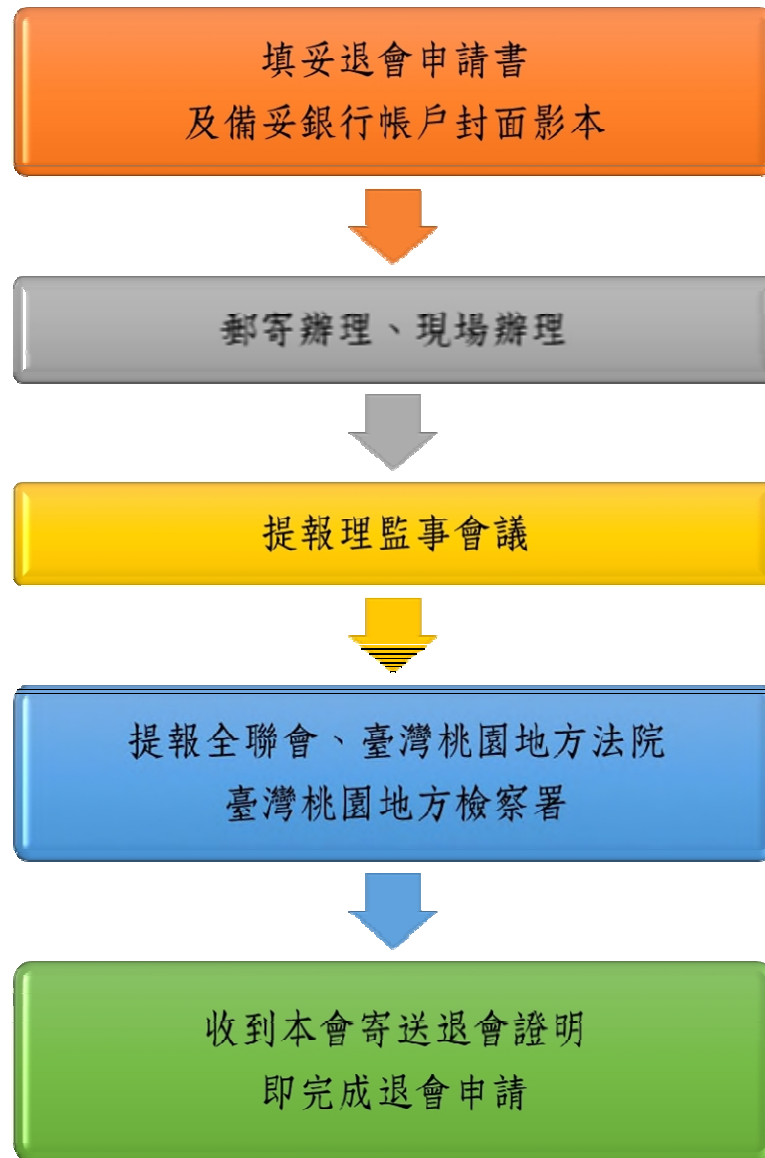 填妥退會申請書
及備妥銀行帳戶封面影本
郵寄辦理、現場辦理
提報理監事會議
提報全聯會、臺灣桃園地方法院
臺灣桃園地方檢察署
收到本會寄送退會證明
即完成退會申請